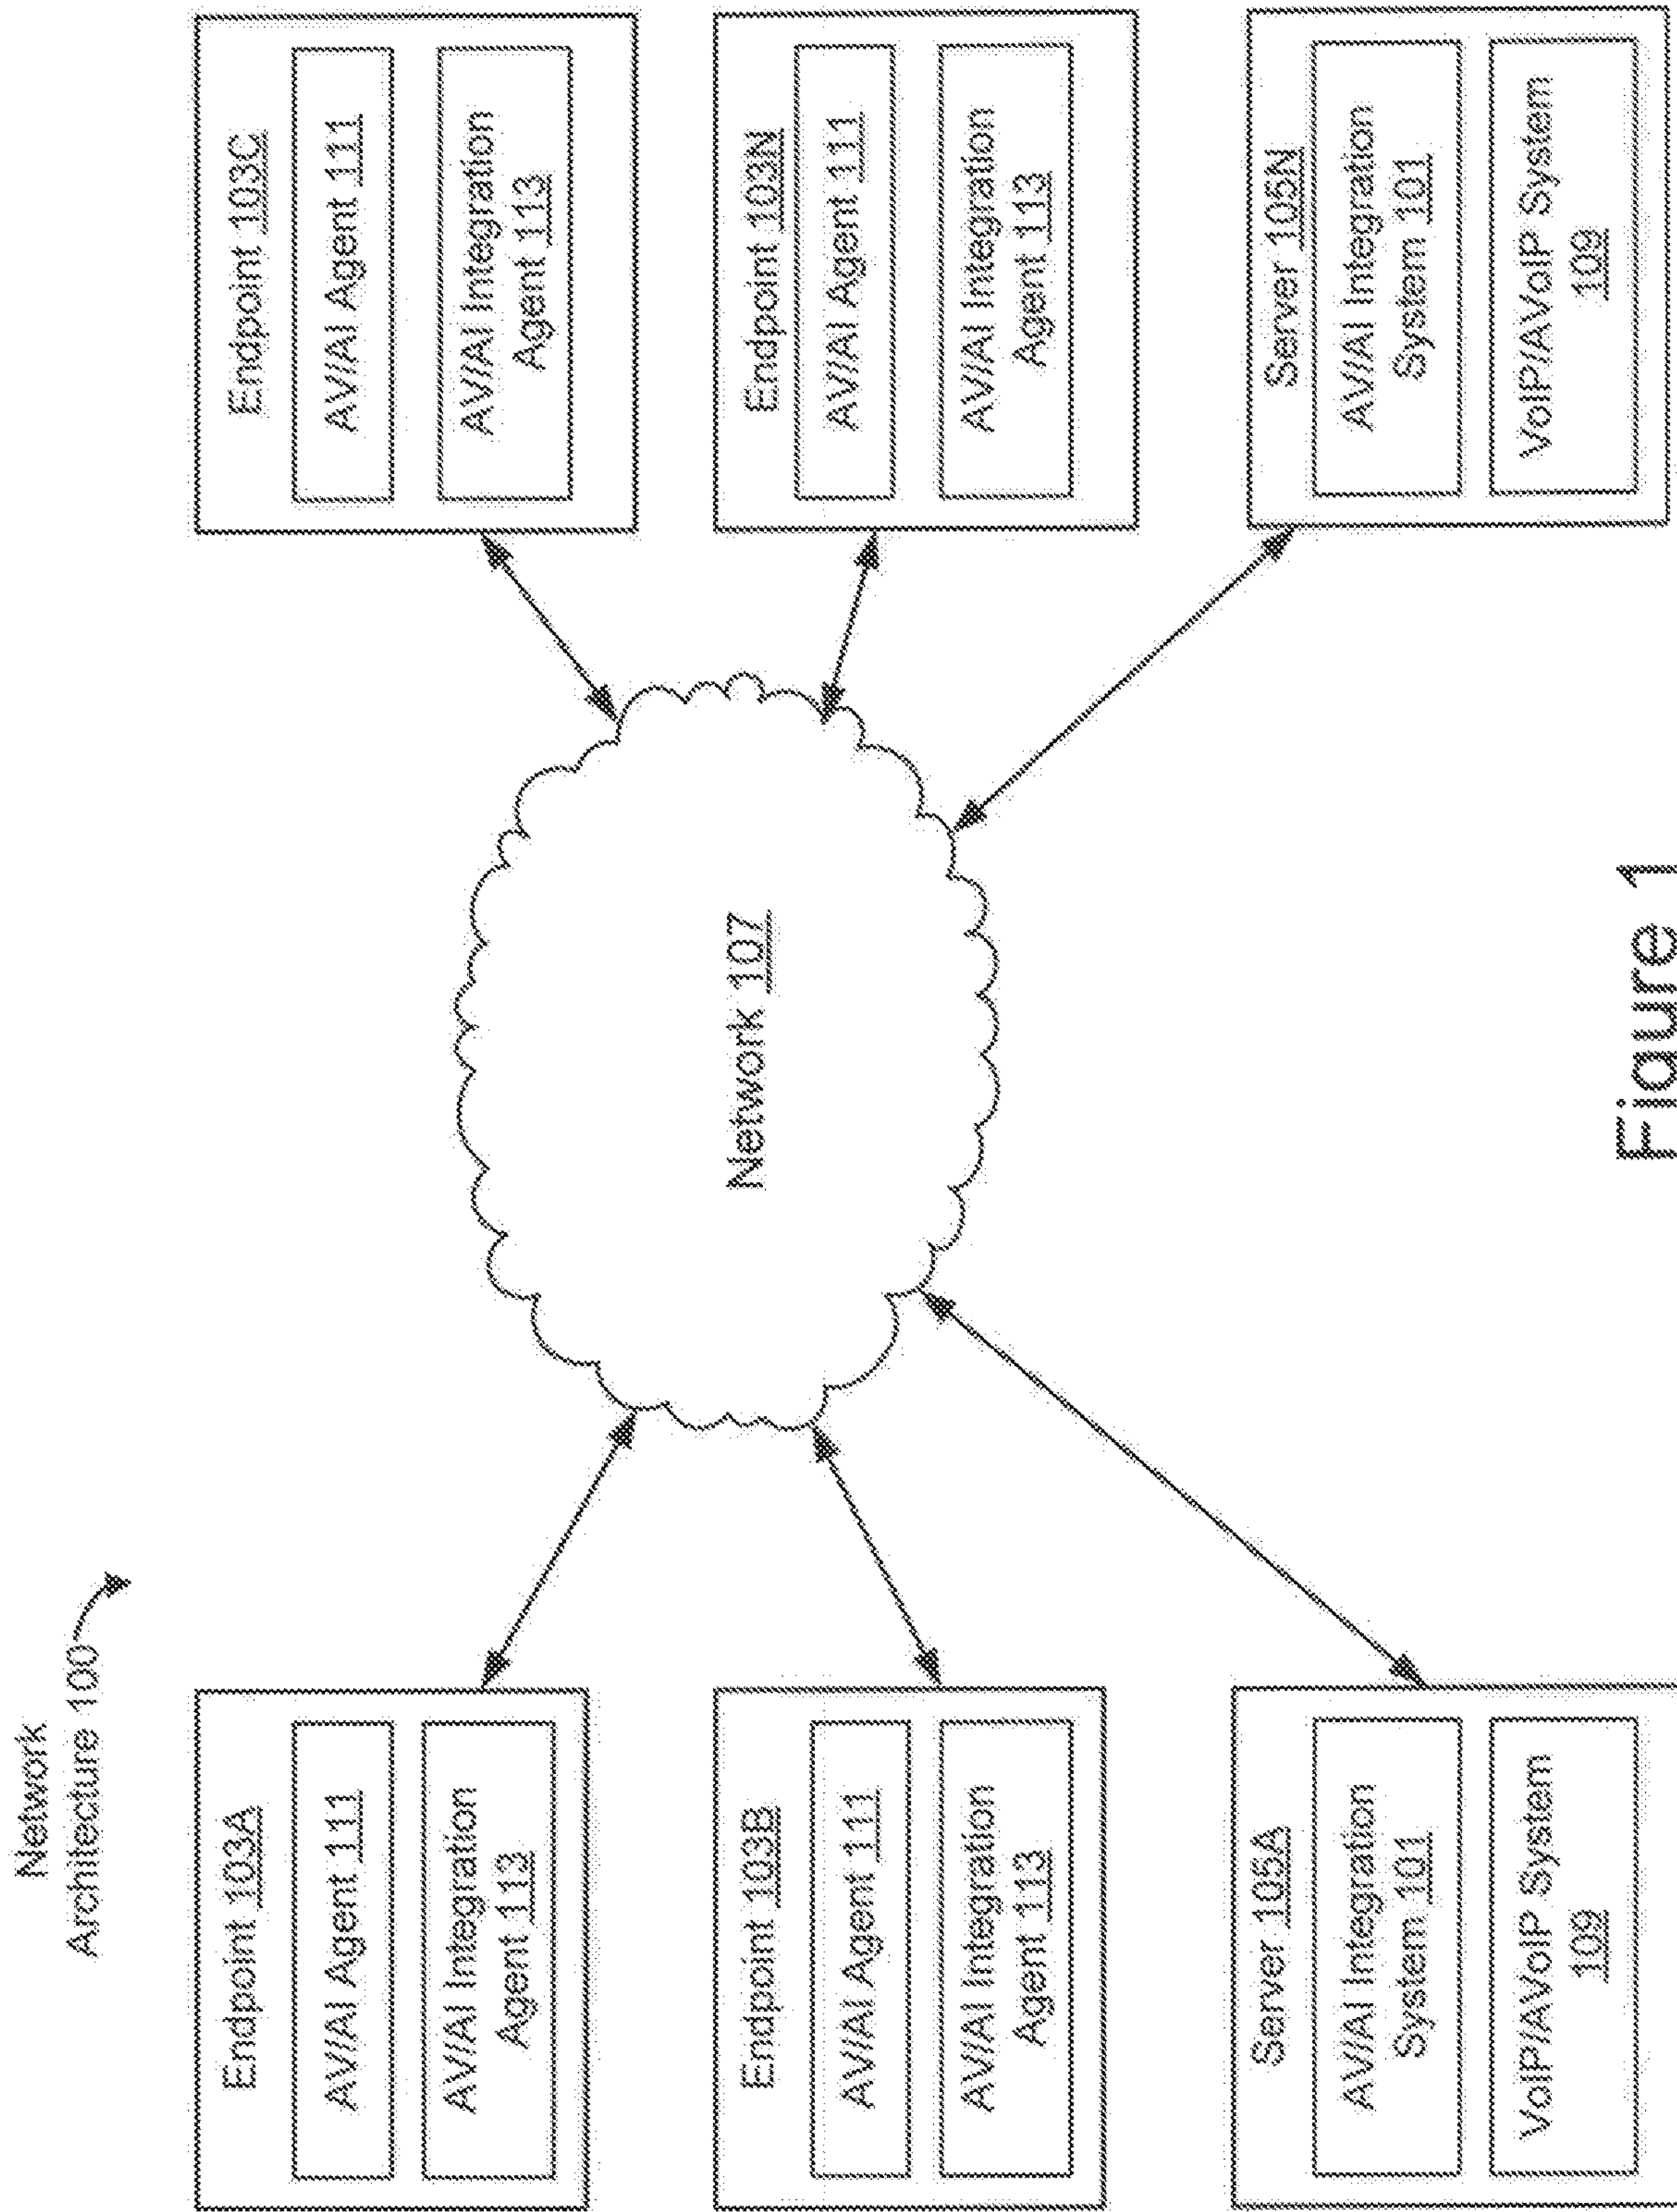 Network
Architecture 100
Endpoint 103A
AV/AI Agent 111
AV/AI Integration
Agent 113
Endpoint 103B
AV/AI Agent 111
AV/AI Integration
Agent 113
Server 105A
AV/AI Integration
System 101
VoIP/AVoIP System
109
Network 107
Endpoint 103C
AV/AI Agent 111
AV/AI Integration
Agent 113
Endpoint 103N
AV/AI Agent 111
AV/AI Integration
Agent 113
Server 105N
AV/AI Integration
System 101
VoIP/AVoIP System
109
Figure 1